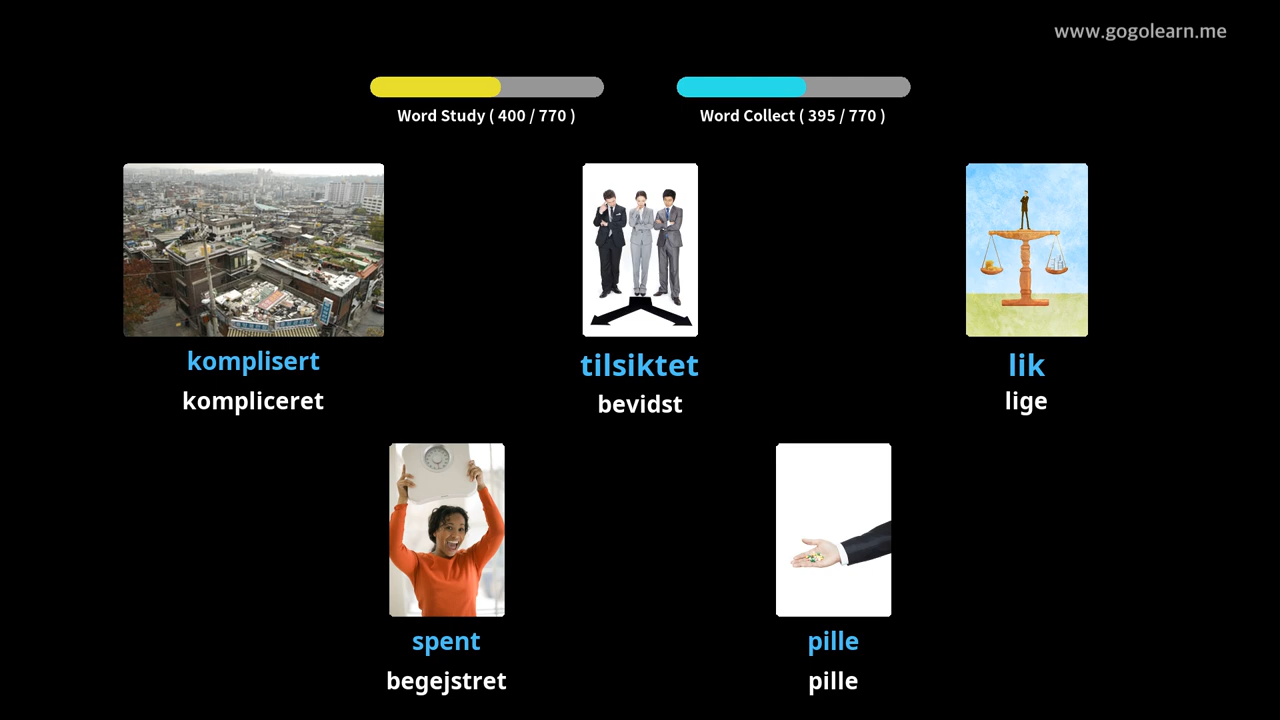 www.gogolearn.me
Word Study ( 400 / 770 )
Word Collect ( 395 / 770 )
komplisert
kompliceret
tilsiktet
bevidst
lik
lige
spent
begejstret
pille
pille